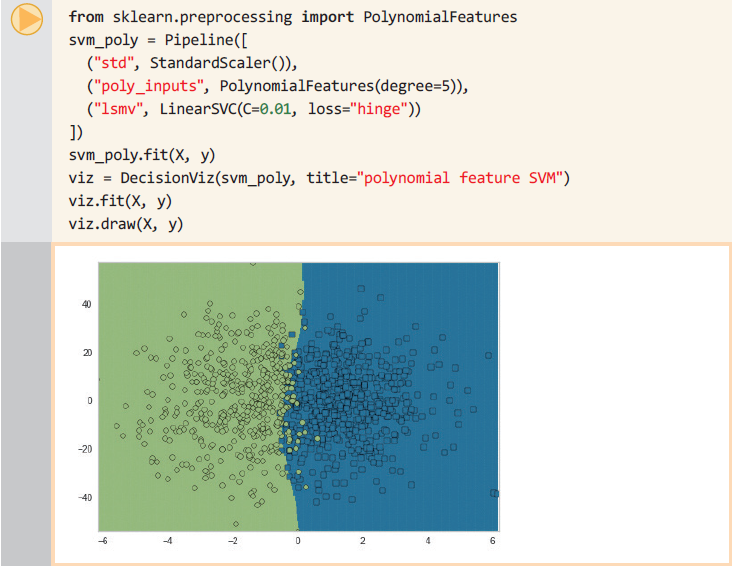 from sklearn.preprocessing import PolynomialFeatures
svm_poly = Pipeline([
("std", StandardScaler()),
("poly_inputs", PolynomialFeatures(degree=5)),
("lsmv", LinearSVC(C=0.01, loss="hinge"))
])
svm_poly.fit(X, y)
viz = DecisionViz(svm_poly, title="polynomial feature SVM")
viz.fit(X, y)
viz.draw(X, y)
40
20
0
−20
−40
−6 −4 −2 0 2 4 6